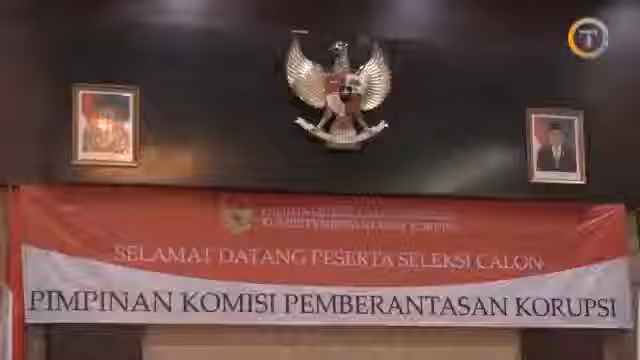 SELAMAT DATANG PESERTA SELEKSI CALON
PIMPINAN KOMISI PEMBERANTASAN KORUPSI